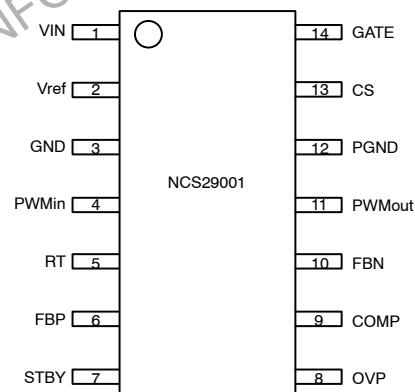 VIN 1 14 GATE
Vref 2 13 CS
GND 3 12 PGND
NCS29001
PWMin 4 11 PWMout
RT 5 10 FBN
FBP 6 9 COMP
STBY 7 8 OVP